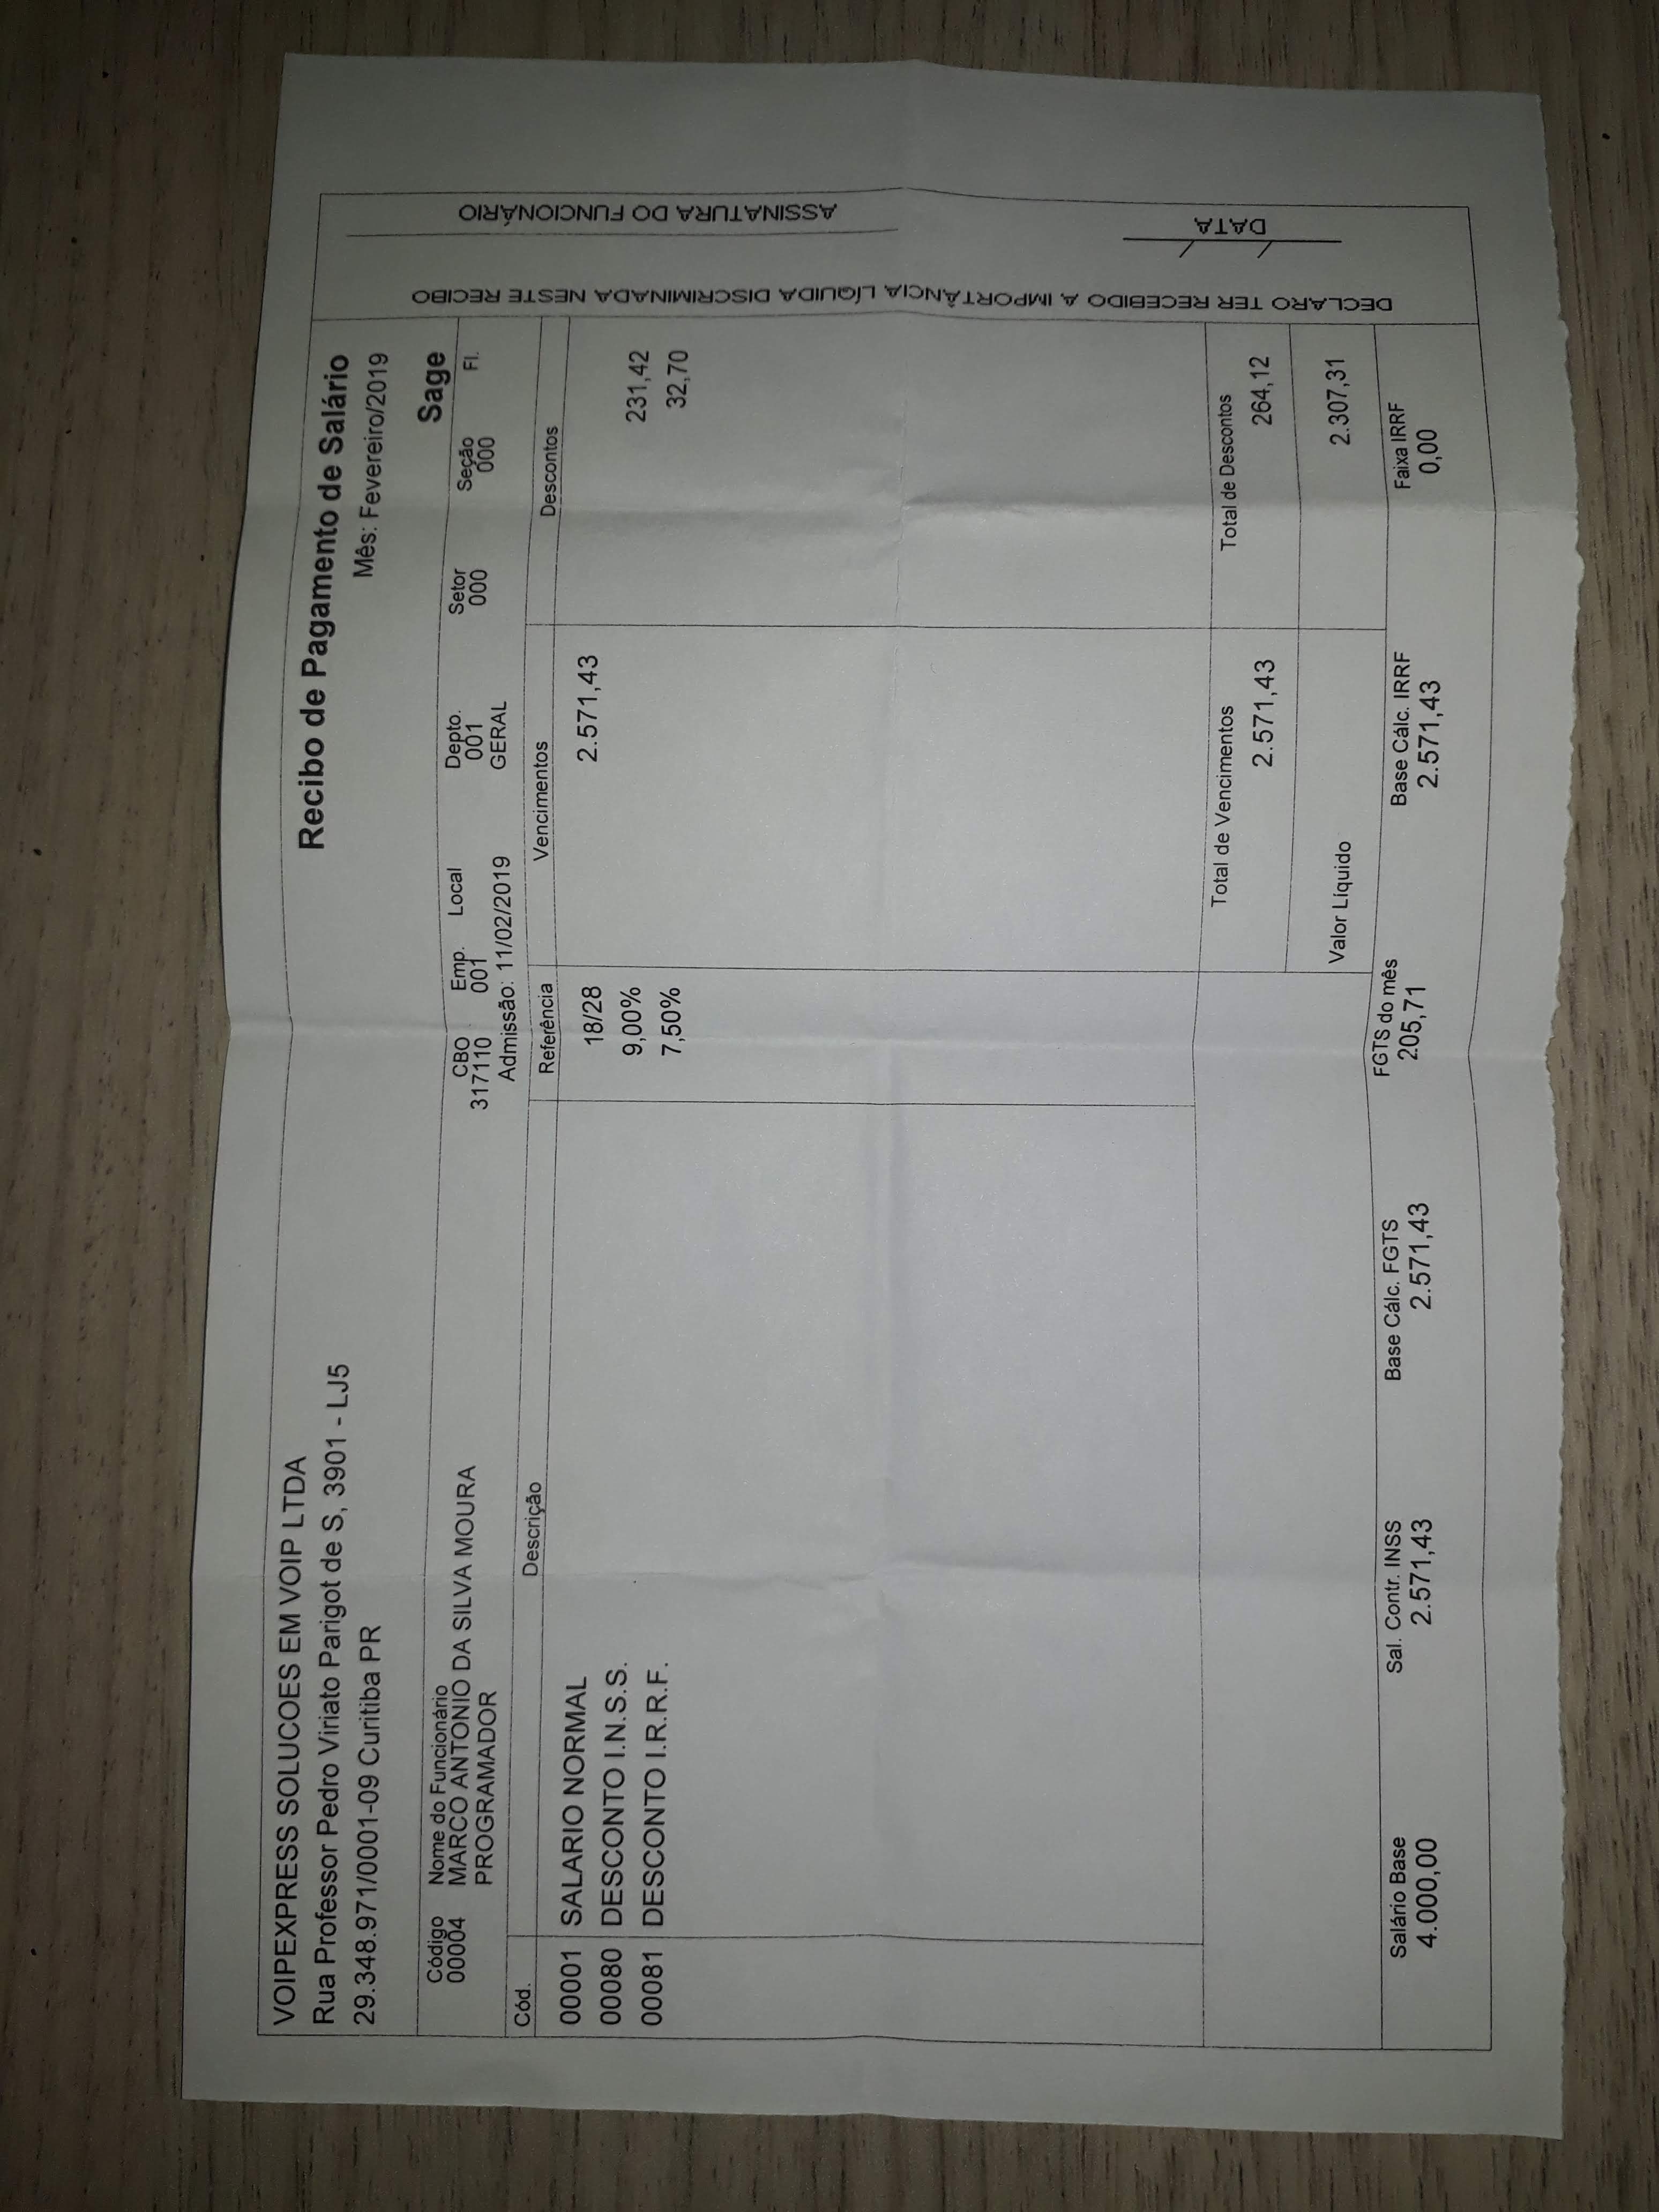 VOIPEXPRESS SOLUCOES EM VOIP LTDA
Rua Professor Pedro Viriato Parigot de S, 3901 - LJ5
29.348.971/0001-09 Curitiba PR
Recibo de Pagamento de Salário
Mês: Fevereiro/2019
Sage
Código Nome do Funcionário CBO Emp. Local Depto. Setor Seção Fl.
00004 MARCO ANTONIO DA SILVA MOURA 317110 001 001 000 000
PROGRAMADOR Admissão: 11/02/2019 GERAL
Cód. Descrição Referência Vencimentos Descontos
00001 SALARIO NORMAL 18/28 2.571,43
00080 DESCONTO I.N.S.S. 9,00% 231,42
00081 DESCONTO I.R.R.F. 7,50% 32,70
Total de Vencimentos Total de Descontos
2.571,43 264,12
Valor Líquido 2.307,31
Salário Base Sal. Contr. INSS Base Cálc. FGTS FGTS do mês Base Cálc. IRRF Faixa IRRF
4.000,00 2.571,43 2.571,43 205,71 2.571,43 0,00
DECLARO TER RECEBIDO A IMPORTÂNCIA LÍQUIDA DISCRIMINADA NESTE RECIBO
___/___/___
DATA
ASSINATURA DO FUNCIONÁRIO